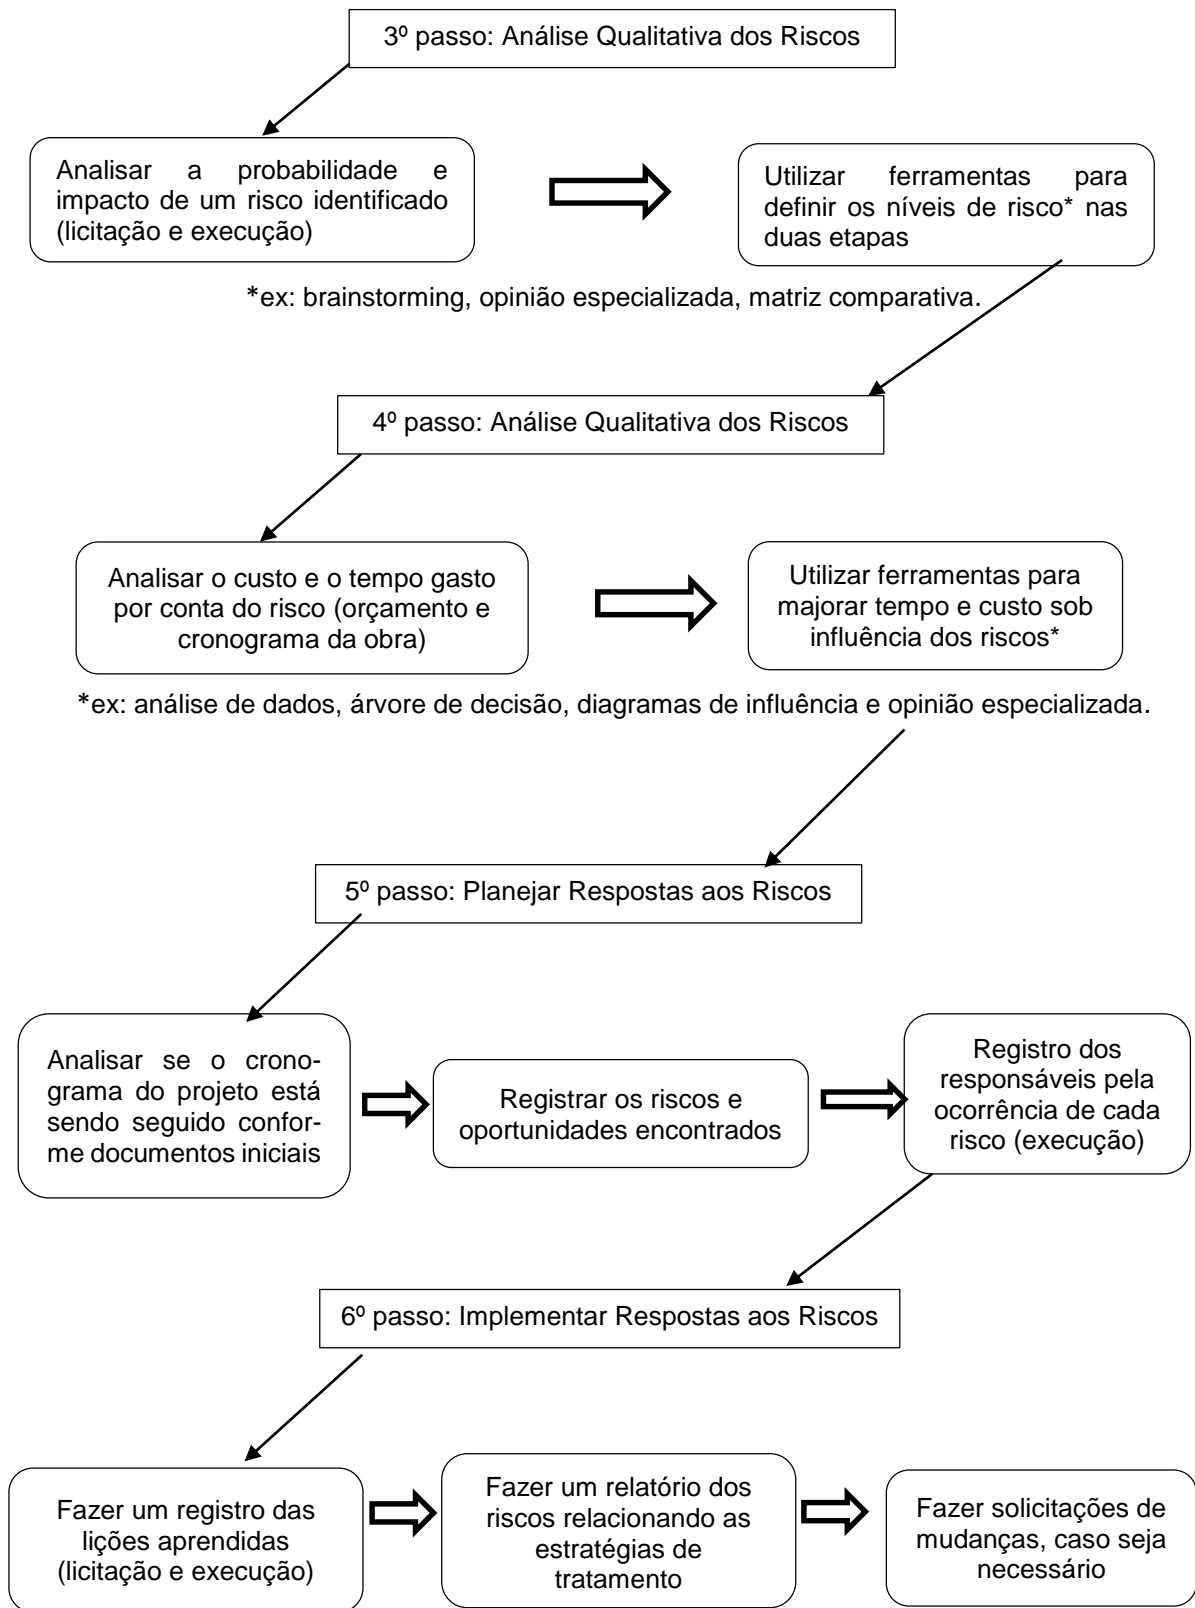 3º passo: Análise Qualitativa dos Riscos
Analisar a probabilidade e
impacto de um risco identificado
(licitação e execução)
Utilizar ferramentas para
definir os níveis de risco* nas
duas etapas
*ex: brainstorming, opinião especializada, matriz comparativa.
4º passo: Análise Qualitativa dos Riscos
Analisar o custo e o tempo gasto
por conta do risco (orçamento e
cronograma da obra)
Utilizar ferramentas para
majorar tempo e custo sob
influência dos riscos*
*ex: análise de dados, árvore de decisão, diagramas de influência e opinião especializada.
5º passo: Planejar Respostas aos Riscos
Analisar se o crono-
grama do projeto está
sendo seguido confor-
me documentos iniciais
Registrar os riscos e
oportunidades encontrados
Registro dos
responsáveis pela
ocorrência de cada
risco (execução)
6º passo: Implementar Respostas aos Riscos
Fazer um registro das
lições aprendidas
(licitação e execução)
Fazer um relatório dos
riscos relacionando as
estratégias de
tratamento
Fazer solicitações de
mudanças, caso seja
necessário